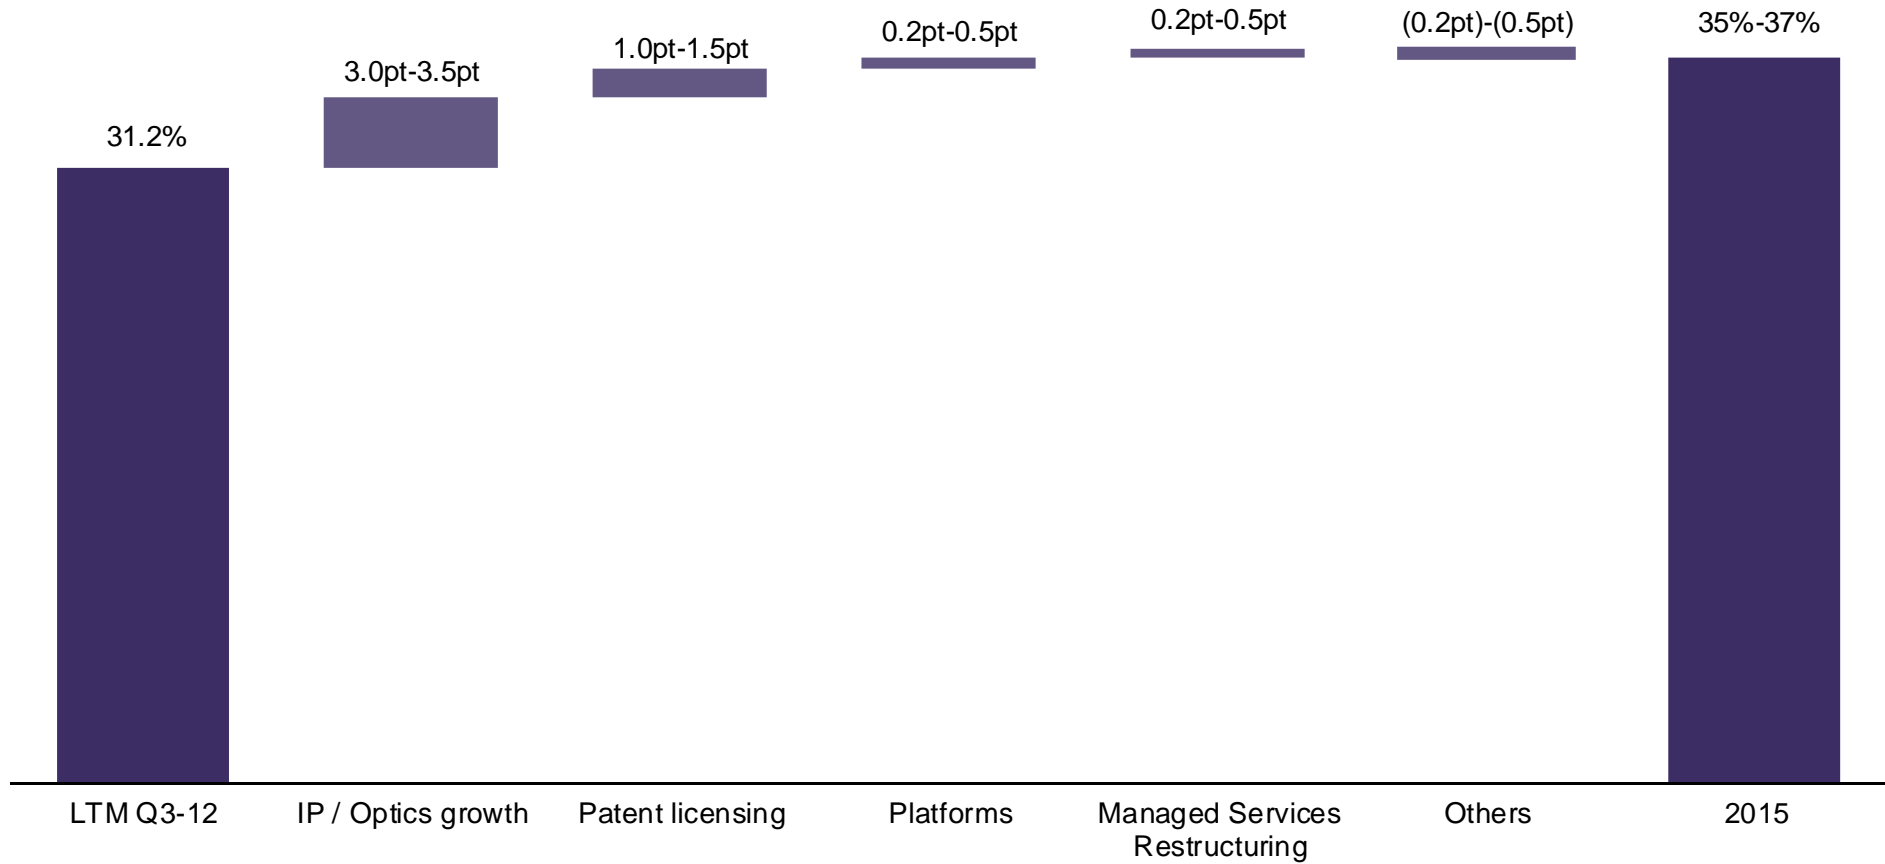 31.2%
3.0pt-3.5pt
1.0pt-1.5pt
0.2pt-0.5pt
0.2pt-0.5pt
(0.2pt)-(0.5pt)
35%-37%
LTM Q3-12
IP / Optics growth
Patent licensing
Platforms
Managed Services
Restructuring
Others
2015